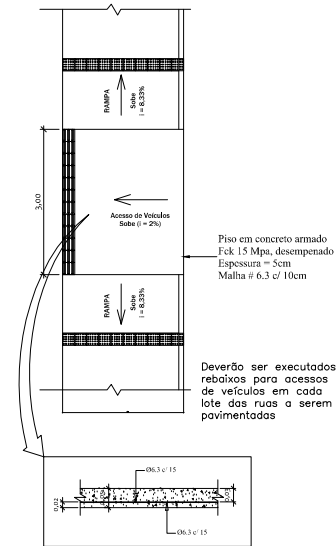 RAMPA
Sobe
i = 8,33%
3,00
Acesso de Veículos
Sobe (i = 2%)
Piso em concreto armado
Fck 15 Mpa, desempenado
Espessura = 5cm
Malha # 6.3 c/ 10cm
RAMPA
Sobe
i = 8,33%
Deverão ser executados
rebaixos para acessos
de veículos em cada
lote das ruas a serem
pavimentadas
Ø6.3 c/ 15
0,02
Ø6.3 c/ 15